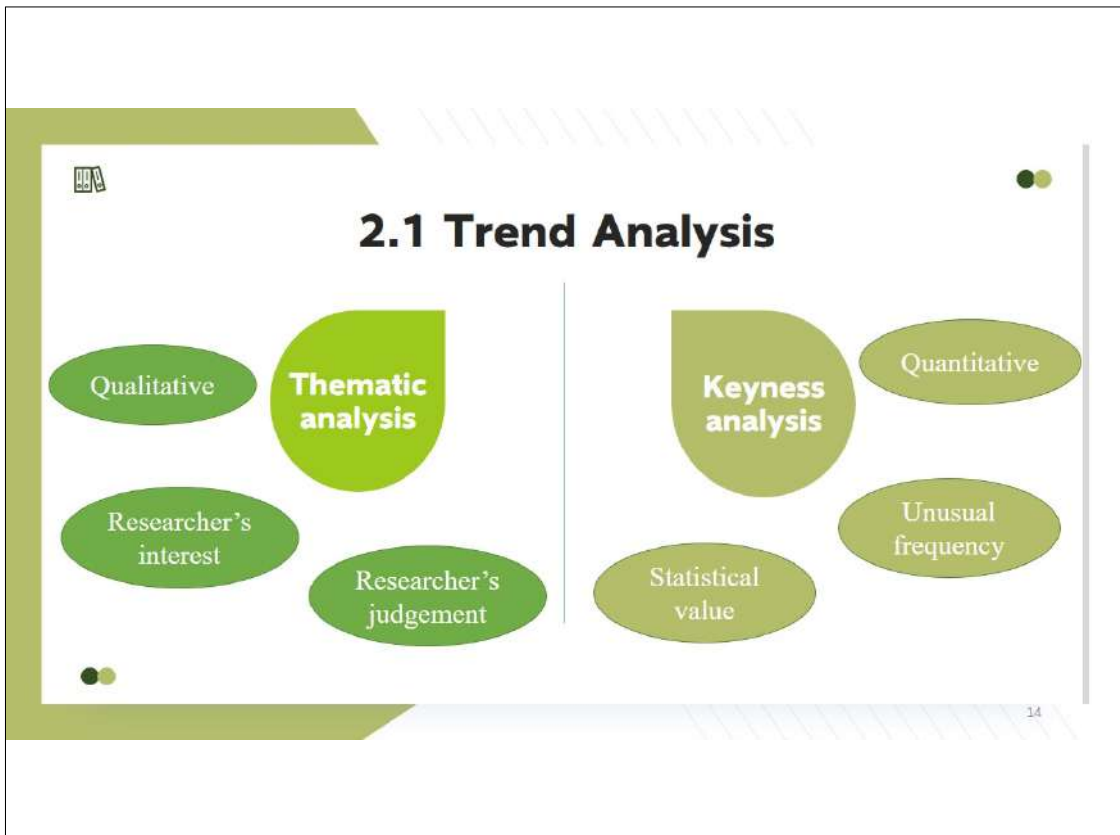 2.1 Trend Analysis
Qualitative
Thematic
analysis
Researcher's
interest
Researcher's
judgement
Keyness
analysis
Quantitative
Unusual
frequency
Statistical
value
14